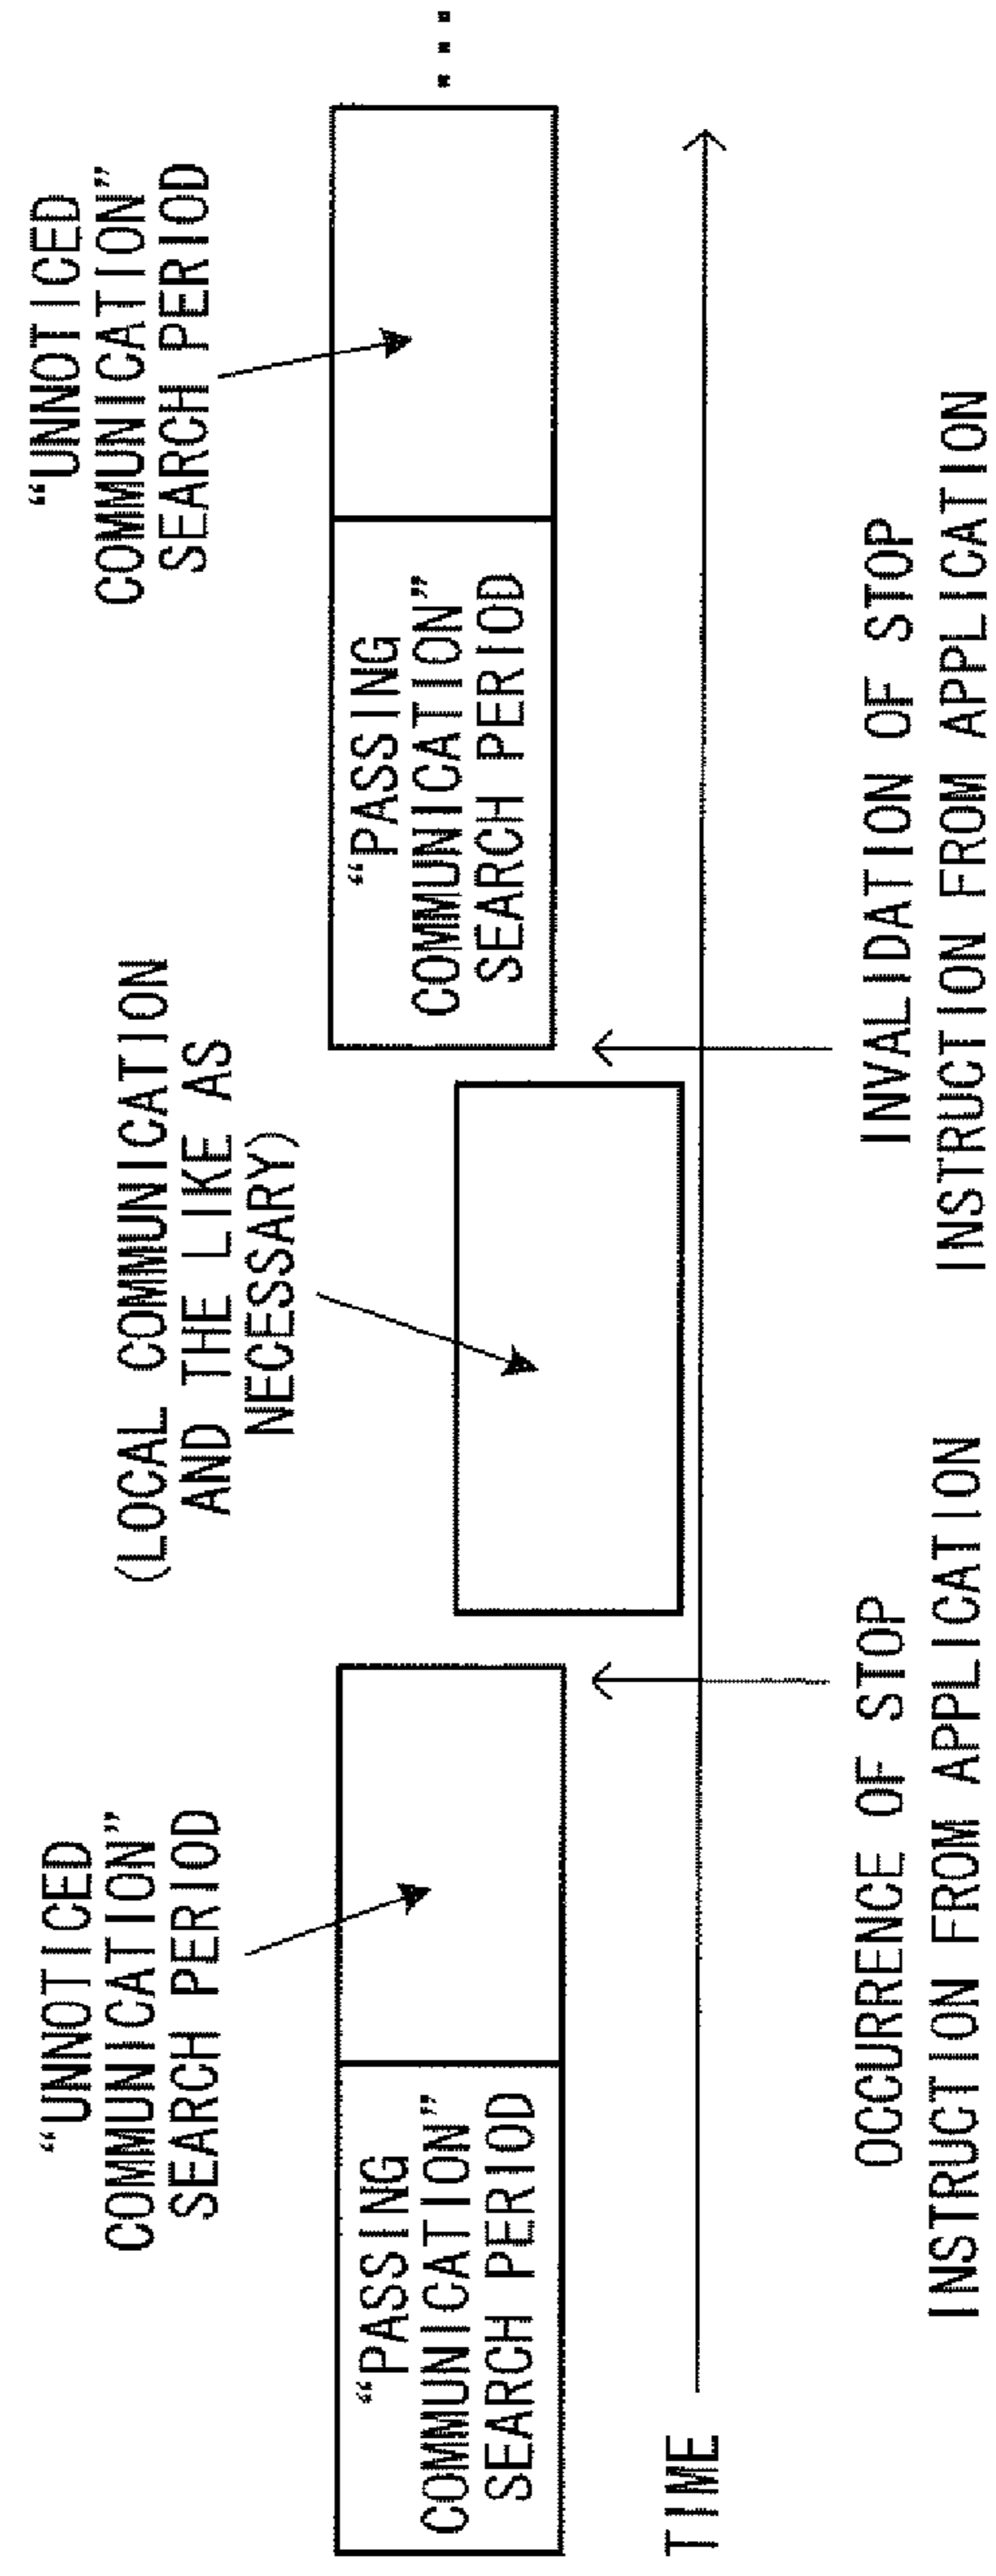 "UNNOTICED
COMMUNICATION"
SEARCH PERIOD
(LOCAL COMMUNICATION
AND THE LIKE AS
NECESSARY)
"UNNOTICED
COMMUNICATION"
SEARCH PERIOD
"PASSING
COMMUNICATION"
SEARCH PERIOD
"PASSING
COMMUNICATION"
SEARCH PERIOD
TIME
OCCURRENCE OF STOP
INSTRUCTION FROM APPLICATION
INVALIDATION OF STOP
INSTRUCTION FROM APPLICATION